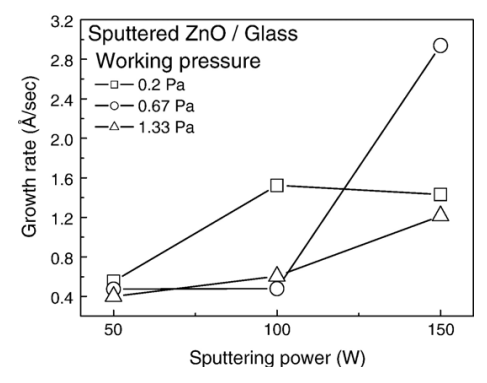 Sputtered ZnO / Glass
Working pressure
0.2 Pa
0.67 Pa
1.33 Pa
Growth rate (Å/sec)
3.2
2.8
2.4
2.0
1.6
1.2
0.8
0.4
50 100 150
Sputtering power (W)